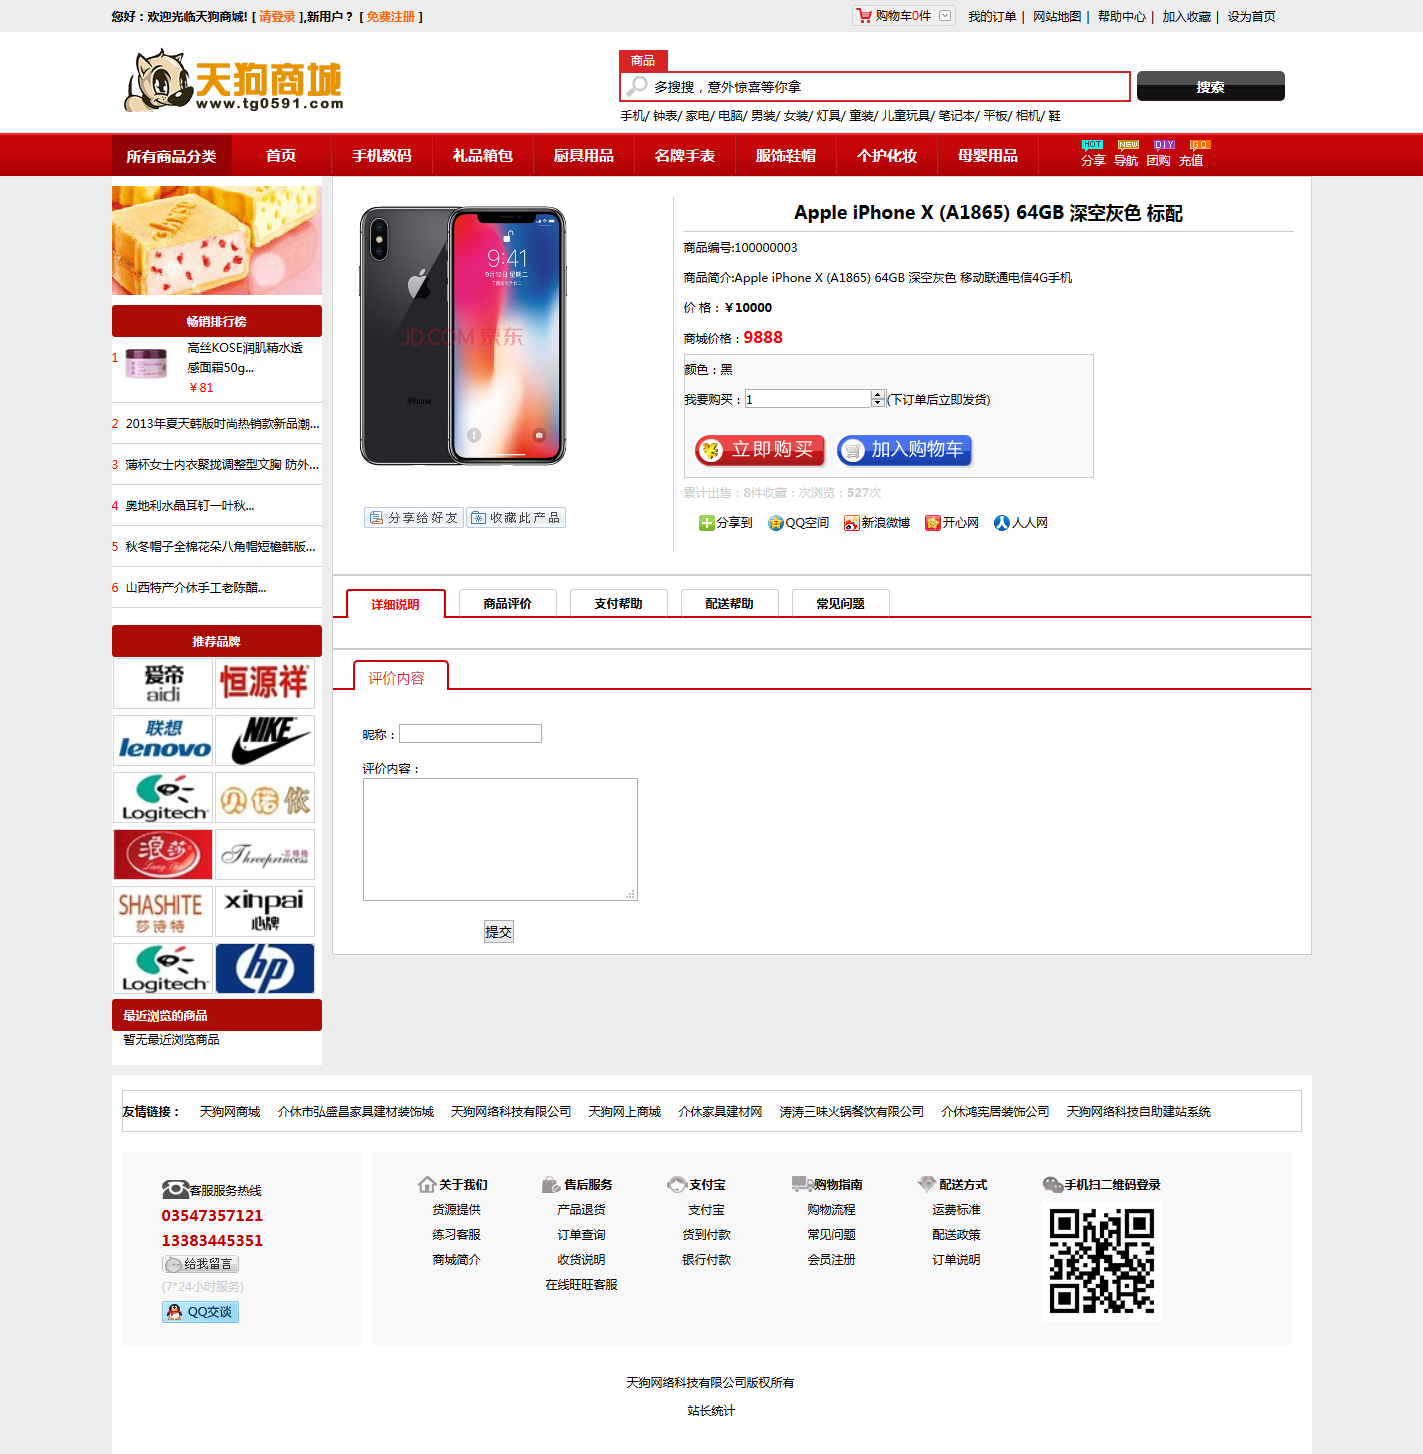 您好：欢迎光临天狗商城! [ 请登录 ],新用户？ [ 免费注册 ]
购物车0件 我的订单 | 网站地图 | 帮助中心 | 加入收藏 | 设为首页
天狗商城
www.tg0591.com
商品
多搜搜，意外惊喜等你拿
搜索
手机/ 钟表/ 家电/ 电脑/ 男装/ 女装/ 灯具/ 童装/ 儿童玩具/ 笔记本/ 平板/ 相机/ 鞋
所有商品分类 首页 手机数码 礼品箱包 厨具用品 名牌手表 服饰鞋帽 个护化妆 母婴用品
HOT NEW DIY GO
分享 导航 团购 充值
畅销排行榜
1 高丝KOSE润肌精水透
感面霜50g...
￥81
2 2013年夏天韩版时尚热销款新品潮...
3 薄杯女士内衣聚拢调整型文胸 防外...
4 奥地利水晶耳钉一叶秋...
5 秋冬帽子全棉花朵八角帽短檐韩版...
6 山西特产介休手工老陈醋...
推荐品牌
爱帝 aidi
恒源祥
联想 lenovo
NIKE
Logitech
贝诺依
浪莎
Lang Sha
三格格
Threeprincess
SHASHITE
莎诗特
xinpai
心牌
Logitech
hp
最近浏览的商品
暂无最近浏览商品
9:41
9月12日 星期二
JD.COM 京东
iPhone
分享给好友 收藏此产品
Apple iPhone X (A1865) 64GB 深空灰色 标配
商品编号:100000003
商品简介:Apple iPhone X (A1865) 64GB 深空灰色 移动联通电信4G手机
价 格：￥10000
商城价格：9888
颜色：黑
我要购买：1 (下订单后立即发货)
立即购买 加入购物车
累计出售：8件收藏：次浏览：527次
分享到 QQ空间 新浪微博 开心网 人人网
详细说明 商品评价 支付帮助 配送帮助 常见问题
评价内容
昵称：
评价内容：
提交
友情链接： 天狗网商城 介休市弘盛昌家具建材装饰城 天狗网络科技有限公司 天狗网上商城 介休家具建材网 涛涛三味火锅餐饮有限公司 介休鸿宪居装饰公司 天狗网络科技自助建站系统
客服服务热线
03547357121
13383445351
给我留言
(7*24小时服务)
QQ交谈
关于我们
货源提供
练习客服
商城简介
售后服务
产品退货
订单查询
收货说明
在线旺旺客服
支付宝
支付宝
货到付款
银行付款
购物指南
购物流程
常见问题
会员注册
配送方式
运费标准
配送政策
订单说明
手机扫二维码登录
天狗网络科技有限公司版权所有
站长统计